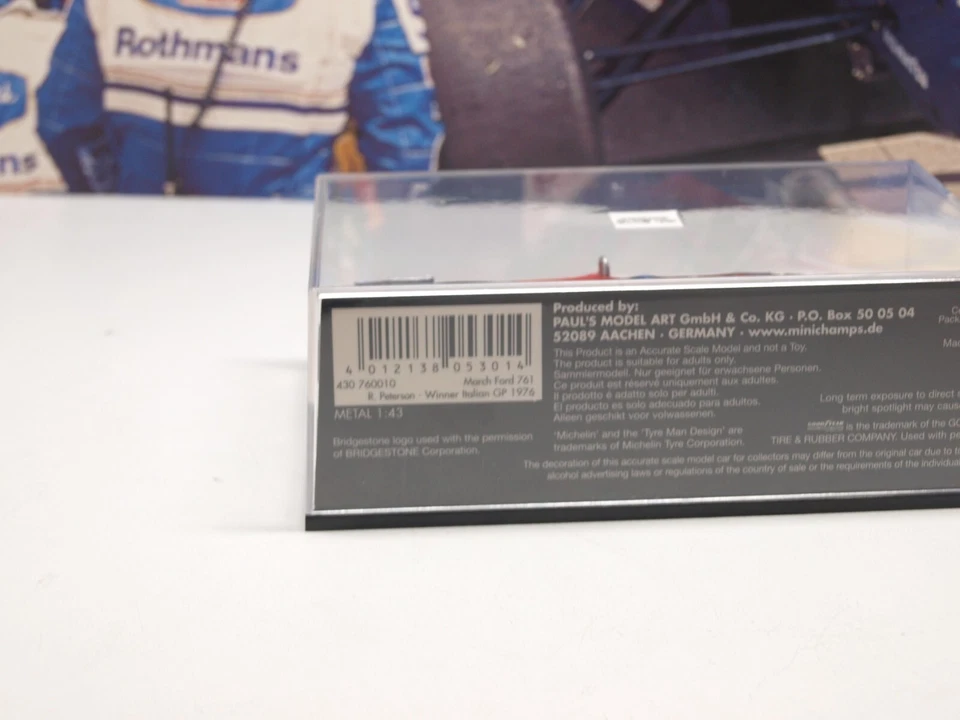 Rothmans
ns
4 012138 053014
430 760010
March Ford 761
R. Peterson · Winner Italian GP 1976
METAL 1:43
Bridgestone logo used with the permission
of BRIDGESTONE Corporation.
Produced by:
PAUL'S MODEL ART GmbH & Co. KG · P.O. Box 50 05 04
52089 AACHEN · GERMANY · www.minichamps.de
This Product is an Accurate Scale Model and not a Toy.
The product is suitable for adults only.
Sammlermodell. Nur geeignet für erwachsene Personen.
Ce produit est réservé uniquement aux adultes.
Il prodotto è adatto solo per adulti.
El producto es solo adecuado para adultos.
Alleen geschikt voor volwassenen.
'Michelin' and the 'Tyre Man Design' are
trademarks of Michelin Tyre Corporation.
Long term exposure to direct
bright spotlight may
GOODYEAR is the trademark of the
TIRE & RUBBER COMPANY. Used with
The decoration of this accurate scale model car for collectors may differ from the original car due to
alcohol advertising laws or regulations of the country of sale or the requirements of the